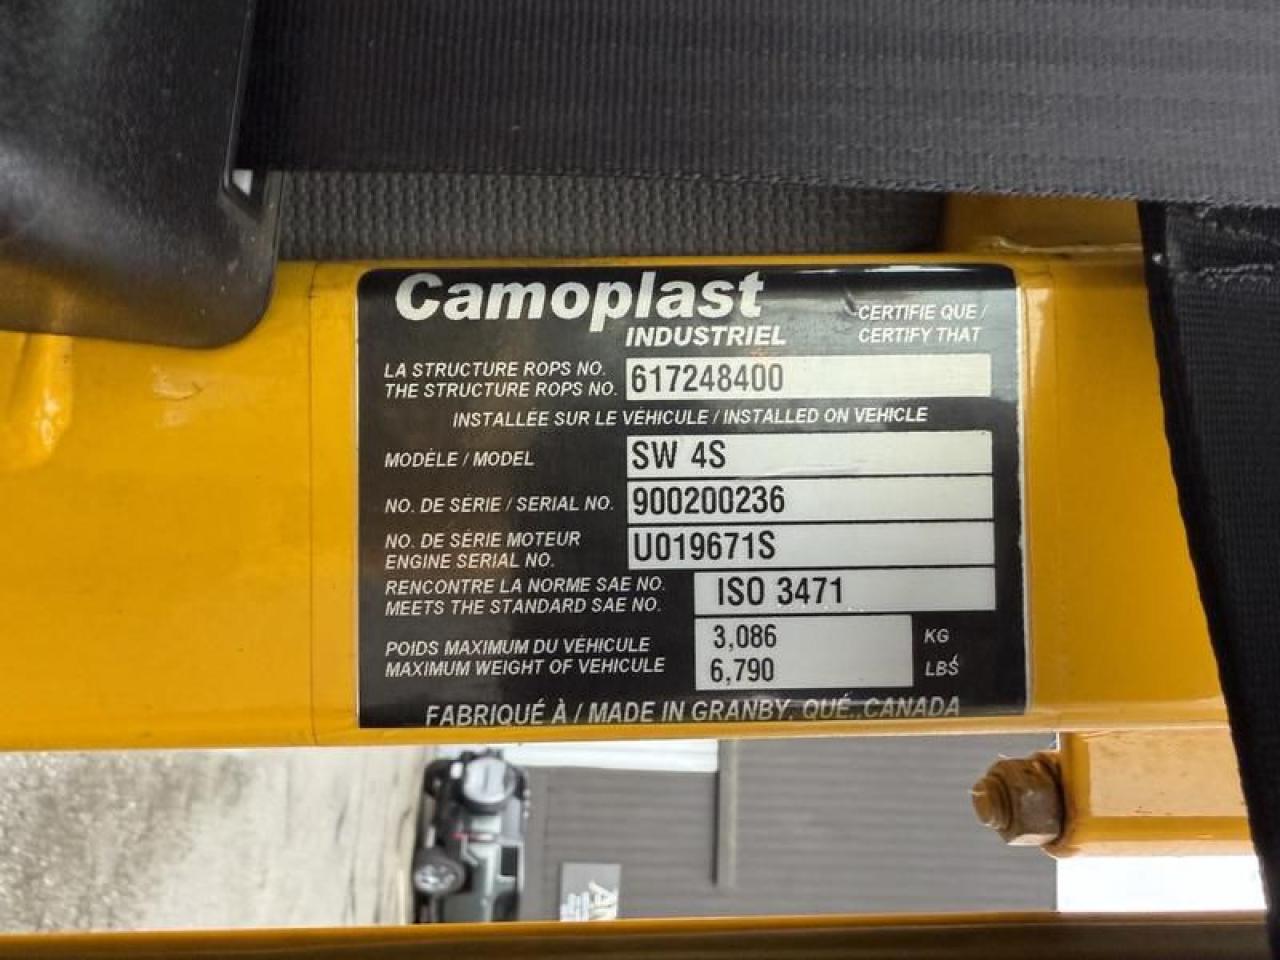 Camoplast
INDUSTRIEL
CERTIFIE QUE /
CERTIFY THAT
LA STRUCTURE ROPS NO.
THE STRUCTURE ROPS NO.
617248400
INSTALLÉE SUR LE VÉHICULE / INSTALLED ON VEHICLE
MODÈLE / MODEL
SW 4S
NO. DE SÉRIE / SERIAL NO.
900200236
NO. DE SÉRIE MOTEUR
ENGINE SERIAL NO.
U019671S
RENCONTRE LA NORME SAE NO.
MEETS THE STANDARD SAE NO.
ISO 3471
POIDS MAXIMUM DU VÉHICULE
3,086 KG
MAXIMUM WEIGHT OF VEHICULE
6,790 LBS
FABRIQUÉ À / MADE IN GRANBY, QUÉ., CANADA